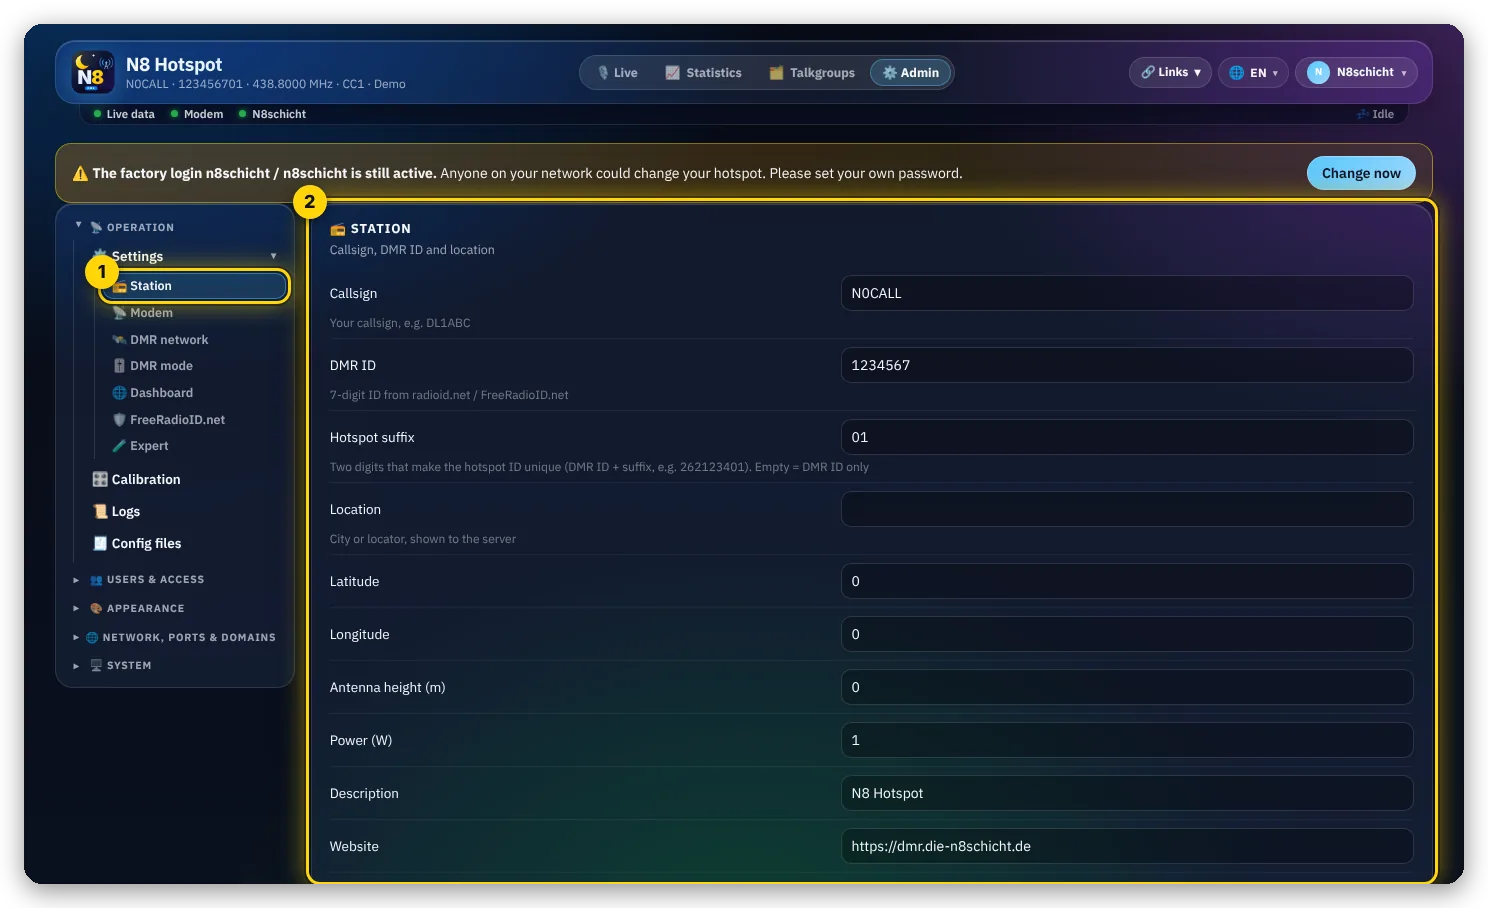 N8 Hotspot
N0CALL · 123456701 · 438.8000 MHz · CC1 · Demo
Live
Statistics
Talkgroups
Admin
Links
EN
N
N8schicht
N8
Live data
Modem
N8schicht
Idle
The factory login n8schicht / n8schicht is still active. Anyone on your network could change your hotspot. Please set your own password.
Change now
1
2
OPERATION
Settings
Station
Modem
DMR network
DMR mode
Dashboard
FreeRadioID.net
Expert
Calibration
Logs
Config files
USERS & ACCESS
APPEARANCE
NETWORK, PORTS & DOMAINS
SYSTEM
STATION
Callsign, DMR ID and location
Callsign
N0CALL
Your callsign, e.g. DL1ABC
DMR ID
1234567
7-digit ID from radioid.net / FreeRadioID.net
Hotspot suffix
01
Two digits that make the hotspot ID unique (DMR ID + suffix, e.g. 262123401). Empty = DMR ID only
Location
City or locator, shown to the server
Latitude
0
Longitude
0
Antenna height (m)
0
Power (W)
1
Description
N8 Hotspot
Website
https://dmr.die-n8schicht.de